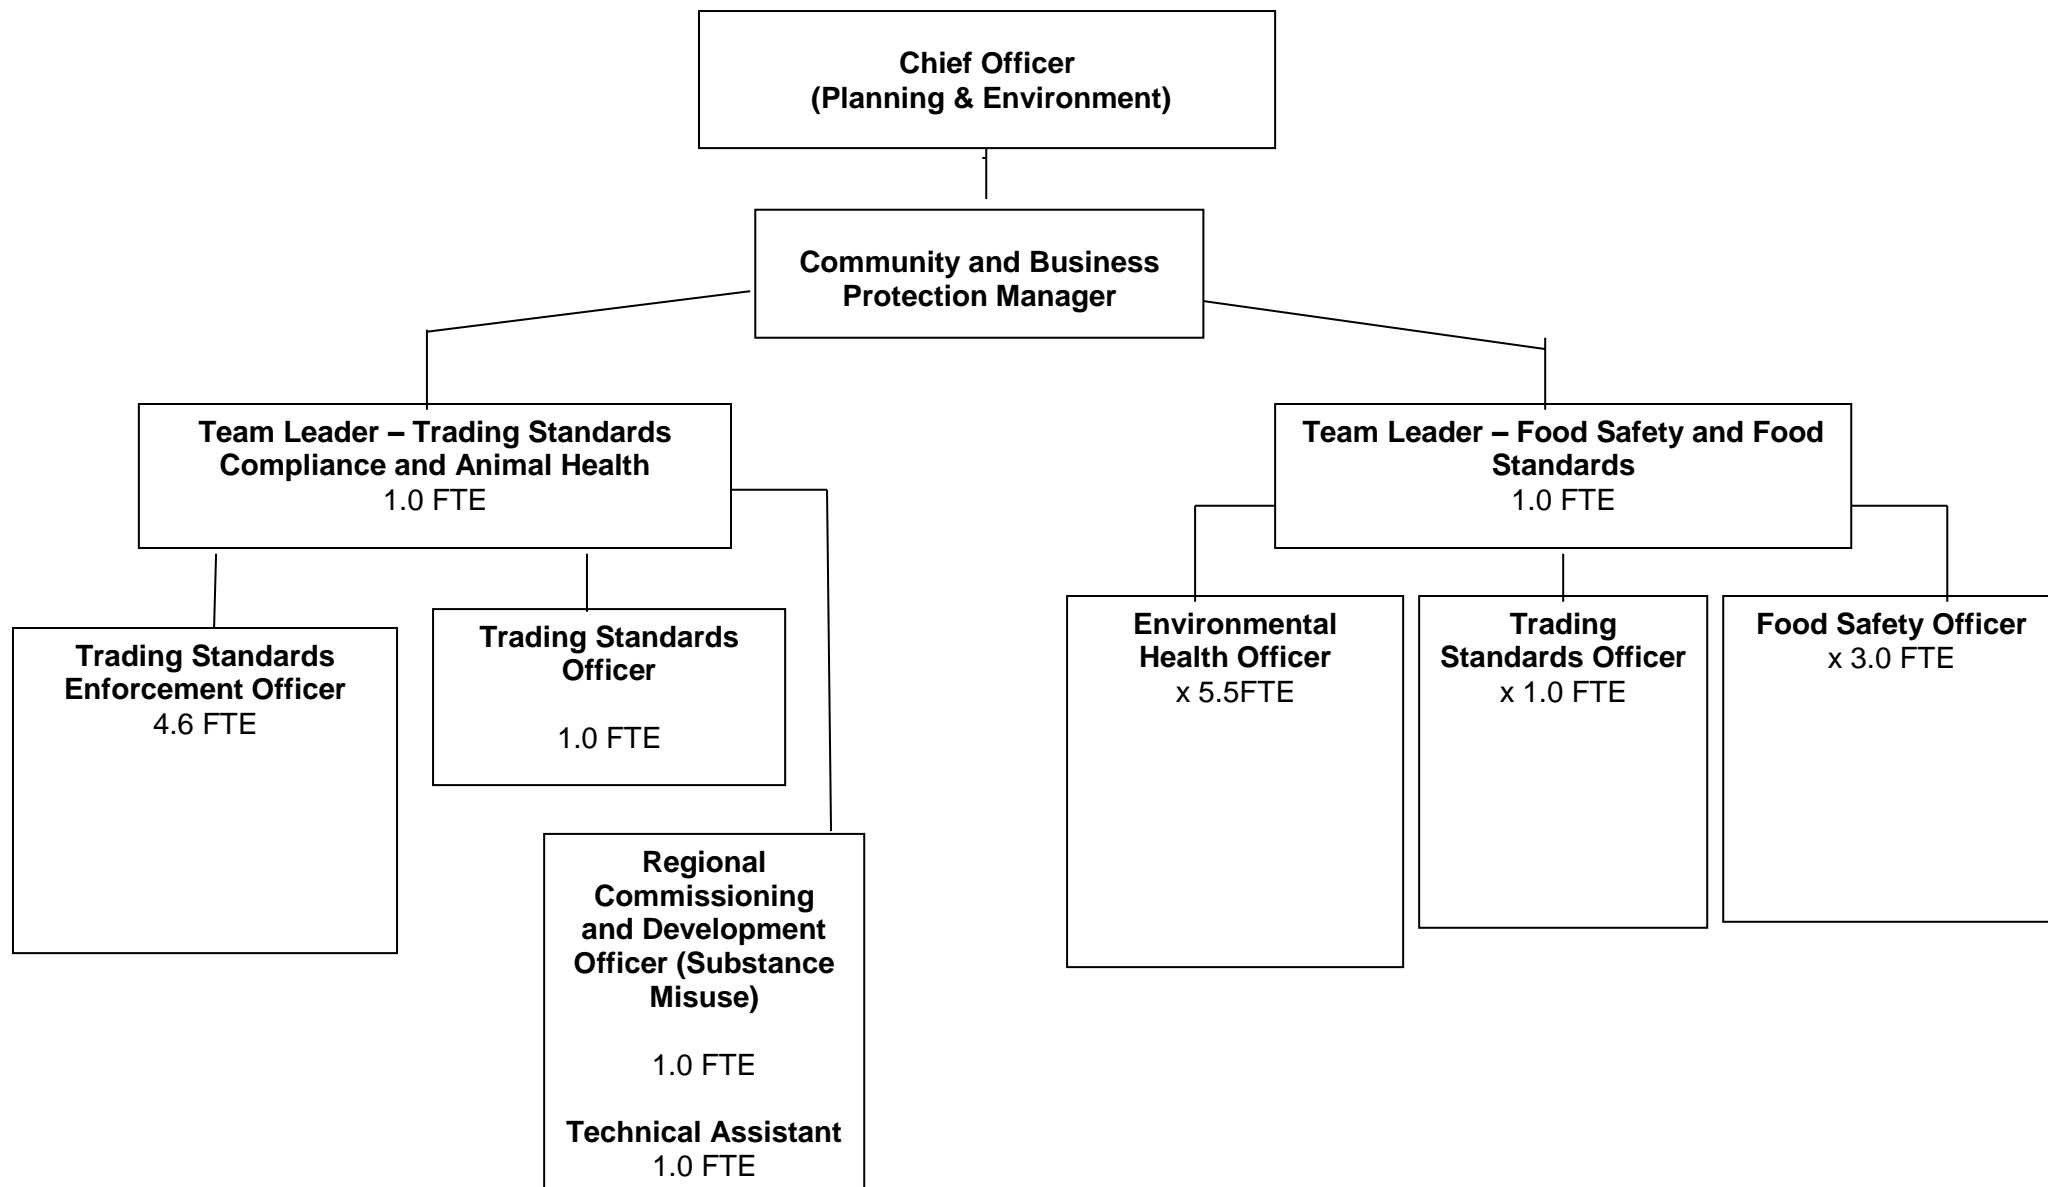 Chief Officer
(Planning & Environment)
Community and Business
Protection Manager
Team Leader – Trading Standards
Compliance and Animal Health
1.0 FTE
Team Leader – Food Safety and Food
Standards
1.0 FTE
Trading Standards
Enforcement Officer
4.6 FTE
Trading Standards
Officer
1.0 FTE
Regional
Commissioning
and Development
Officer (Substance
Misuse)
1.0 FTE
Technical Assistant
1.0 FTE
Environmental
Health Officer
x 5.5FTE
Trading
Standards Officer
x 1.0 FTE
Food Safety Officer
x 3.0 FTE